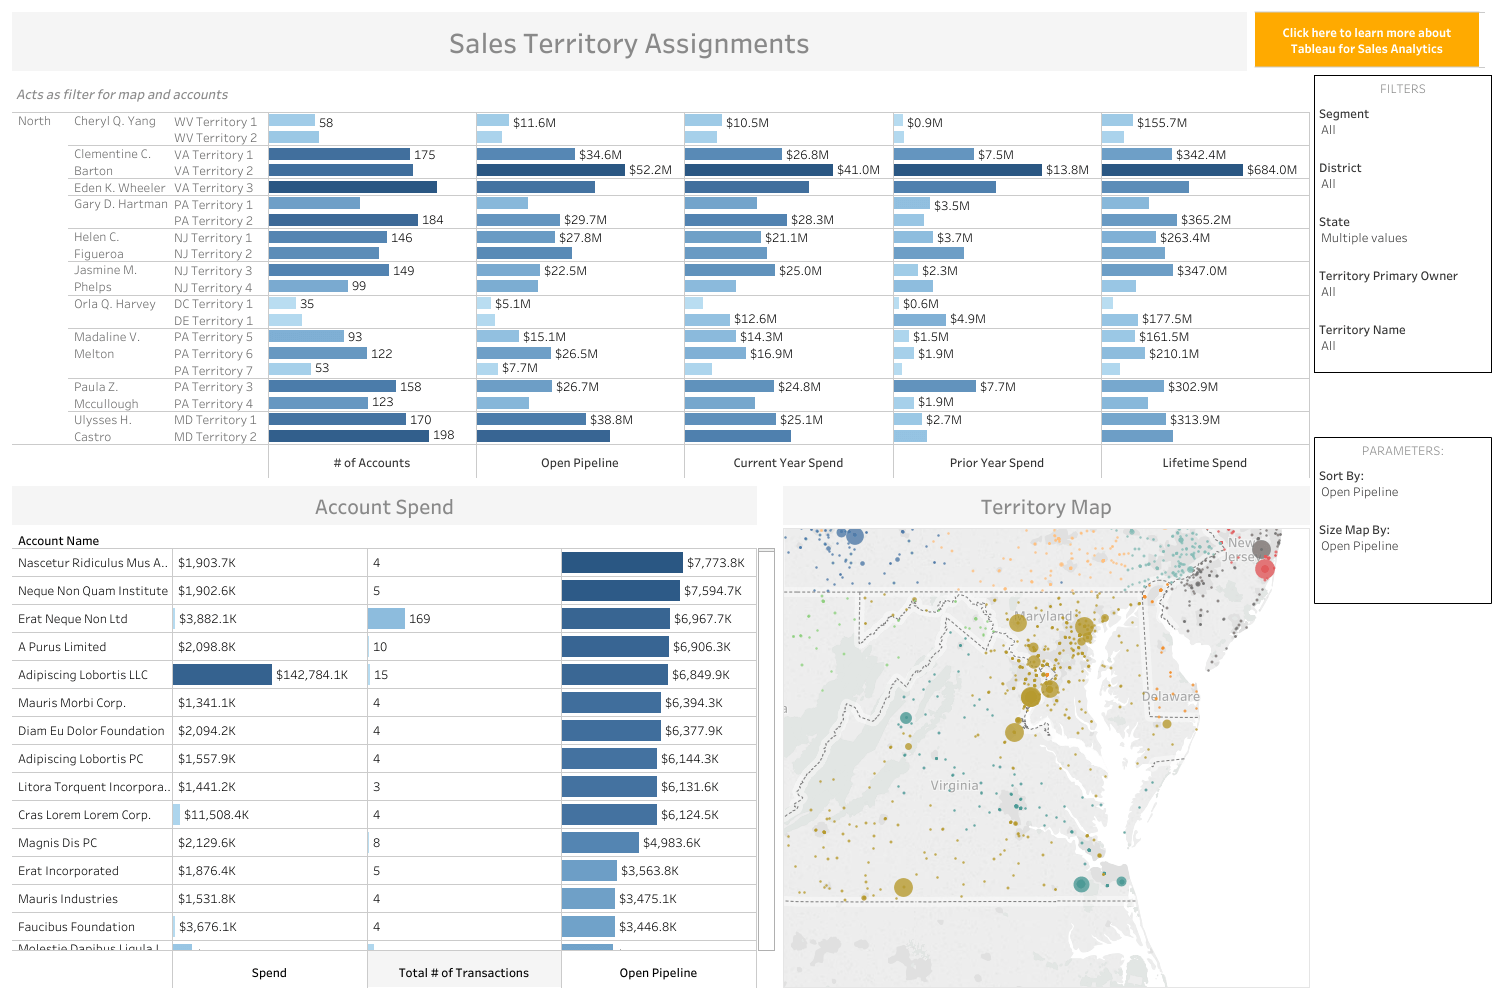 Sales Territory Assignments
Click here to learn more about
Tableau for Sales Analytics
Acts as filter for map and accounts
North Cheryl Q. Yang WV Territory 1 58 $11.6M $10.5M $0.9M $155.7M
WV Territory 2
Clementine C. VA Territory 1 175 $34.6M $26.8M $7.5M $342.4M
Barton VA Territory 2 $52.2M $41.0M $13.8M $684.0M
Eden K. Wheeler VA Territory 3
Gary D. Hartman PA Territory 1 $3.5M
PA Territory 2 184 $29.7M $28.3M $365.2M
Helen C. NJ Territory 1 146 $27.8M $21.1M $3.7M $263.4M
Figueroa NJ Territory 2
Jasmine M. NJ Territory 3 149 $22.5M $25.0M $2.3M $347.0M
Phelps NJ Territory 4 99
Orla Q. Harvey DC Territory 1 35 $5.1M $0.6M
DE Territory 1 $12.6M $4.9M $177.5M
Madaline V. PA Territory 5 93 $15.1M $14.3M $1.5M $161.5M
Melton PA Territory 6 122 $26.5M $16.9M $1.9M $210.1M
PA Territory 7 53 $7.7M
Paula Z. PA Territory 3 158 $26.7M $24.8M $7.7M $302.9M
Mccullough PA Territory 4 123 $1.9M
Ulysses H. MD Territory 1 170 $38.8M $25.1M $2.7M $313.9M
Castro MD Territory 2 198
# of Accounts Open Pipeline Current Year Spend Prior Year Spend Lifetime Spend
FILTERS
Segment
All
District
All
State
Multiple values
Territory Primary Owner
All
Territory Name
All
PARAMETERS:
Sort By:
Open Pipeline
Size Map By:
Open Pipeline
Account Spend
Account Name
Nascetur Ridiculus Mus A.. $1,903.7K 4 $7,773.8K
Neque Non Quam Institute $1,902.6K 5 $7,594.7K
Erat Neque Non Ltd $3,882.1K 169 $6,967.7K
A Purus Limited $2,098.8K 10 $6,906.3K
Adipiscing Lobortis LLC $142,784.1K 15 $6,849.9K
Mauris Morbi Corp. $1,341.1K 4 $6,394.3K
Diam Eu Dolor Foundation $2,094.2K 4 $6,377.9K
Adipiscing Lobortis PC $1,557.9K 4 $6,144.3K
Litora Torquent Incorpora.. $1,441.2K 3 $6,131.6K
Cras Lorem Lorem Corp. $11,508.4K 4 $6,124.5K
Magnis Dis PC $2,129.6K 8 $4,983.6K
Erat Incorporated $1,876.4K 5 $3,563.8K
Mauris Industries $1,531.8K 4 $3,475.1K
Faucibus Foundation $3,676.1K 4 $3,446.8K
Molestie Dapibus Ligula
Spend Total # of Transactions Open Pipeline
Territory Map
New
Jersey
Maryland
Delaware
a
Virginia